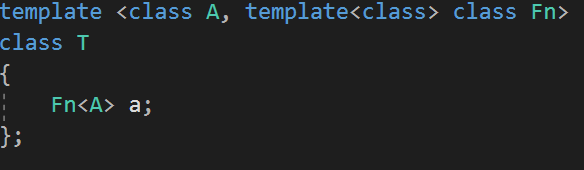 template <class A, template<class> class Fn>
class T
{
    Fn<A> a;
};